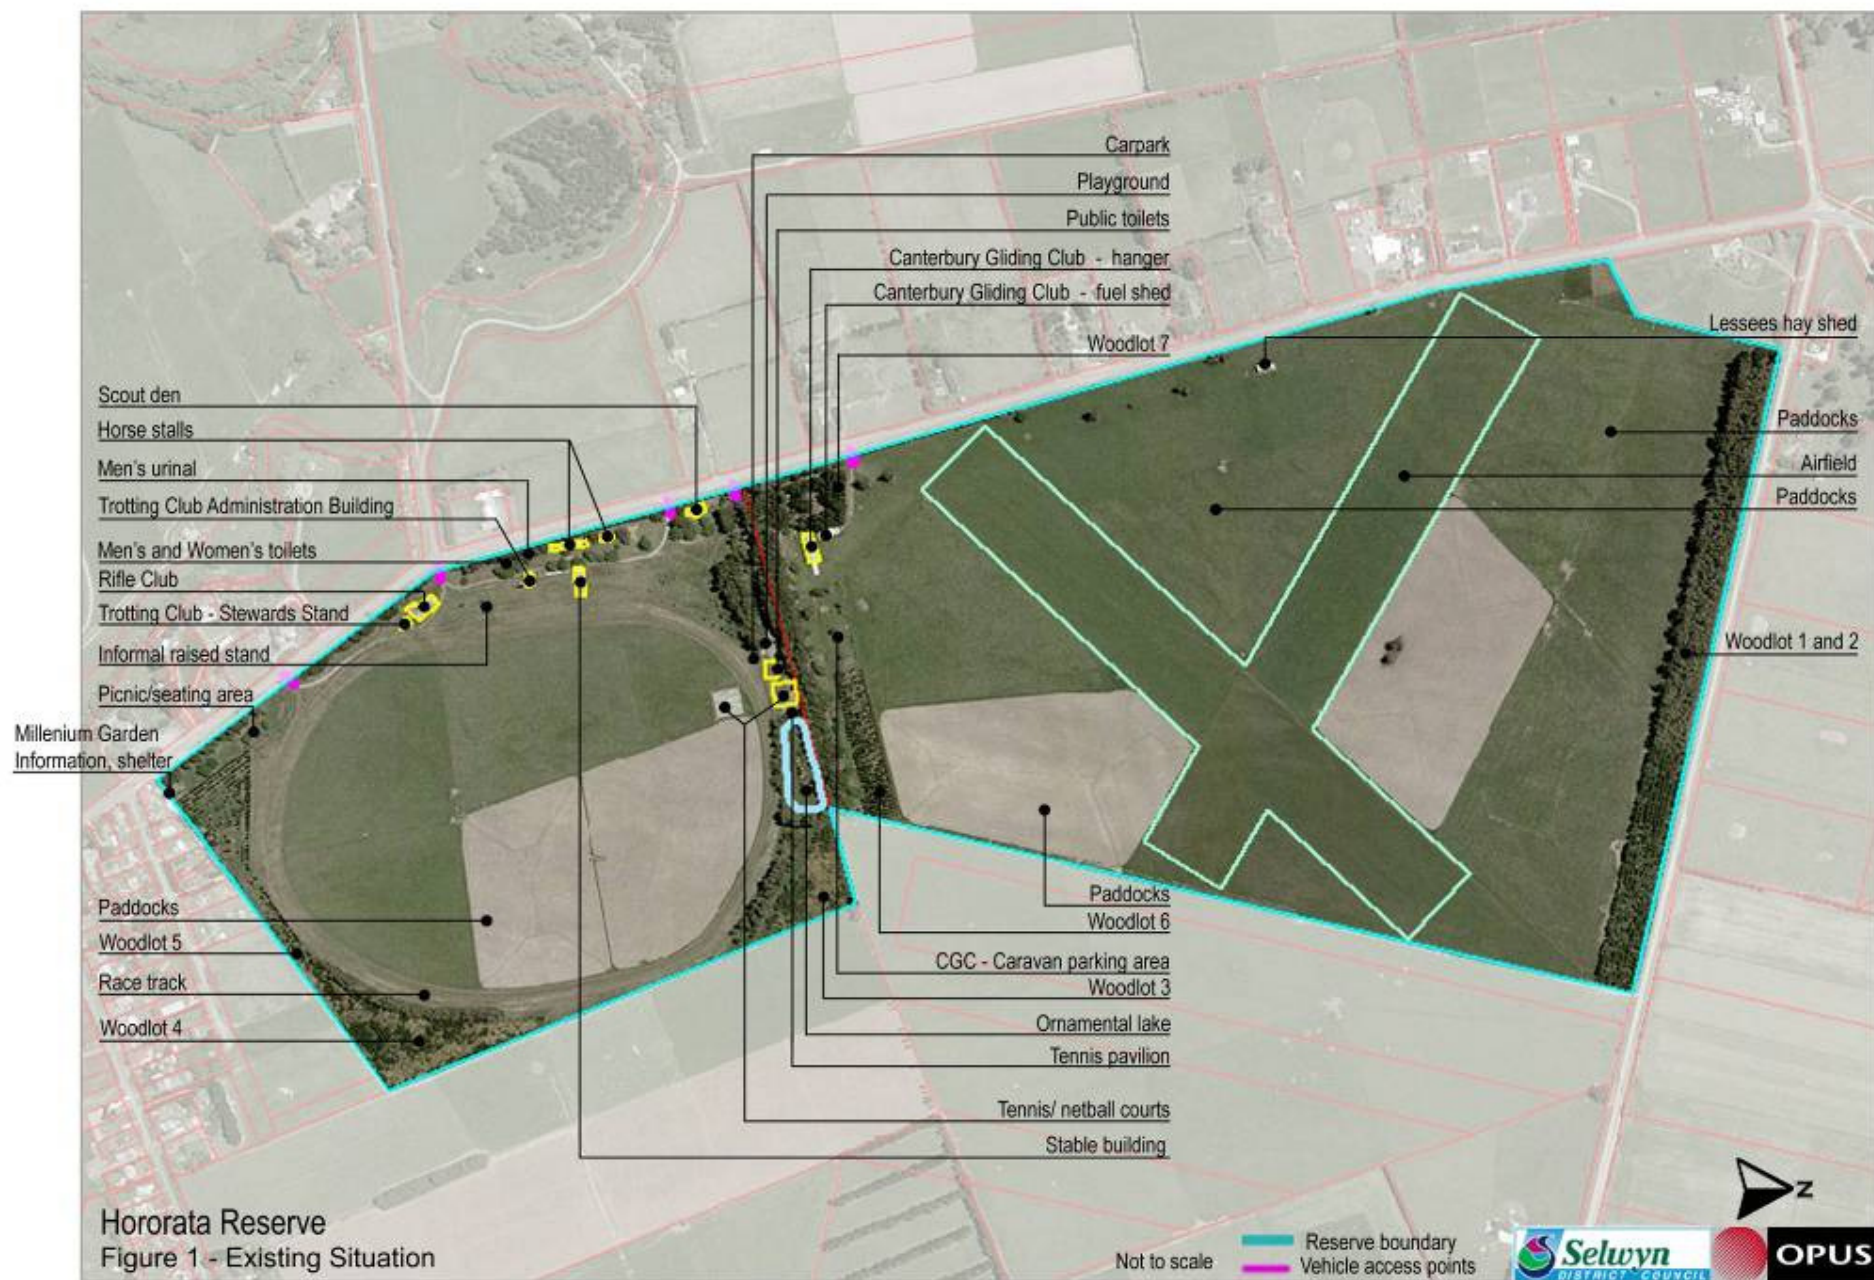 Carpark
Playground
Public toilets
Canterbury Gliding Club - hanger
Canterbury Gliding Club - fuel shed
Woodlot 7
Lessees hay shed
Paddocks
Airfield
Paddocks
Woodlot 1 and 2
Scout den
Horse stalls
Men's urinal
Trotting Club Administration Building
Men's and Women's toilets
Rifle Club
Trotting Club - Stewards Stand
Informal raised stand
Picnic/seating area
Millenium Garden
Information, shelter
Paddocks
Woodlot 5
Race track
Woodlot 4
Paddocks
Woodlot 6
CGC - Caravan parking area
Woodlot 3
Ornamental lake
Tennis pavilion
Tennis/ netball courts
Stable building
Z
Hororata Reserve
Figure 1 - Existing Situation
Not to scale
Reserve boundary
Vehicle access points
Selwyn
DISTRICT COUNCIL
OPUS